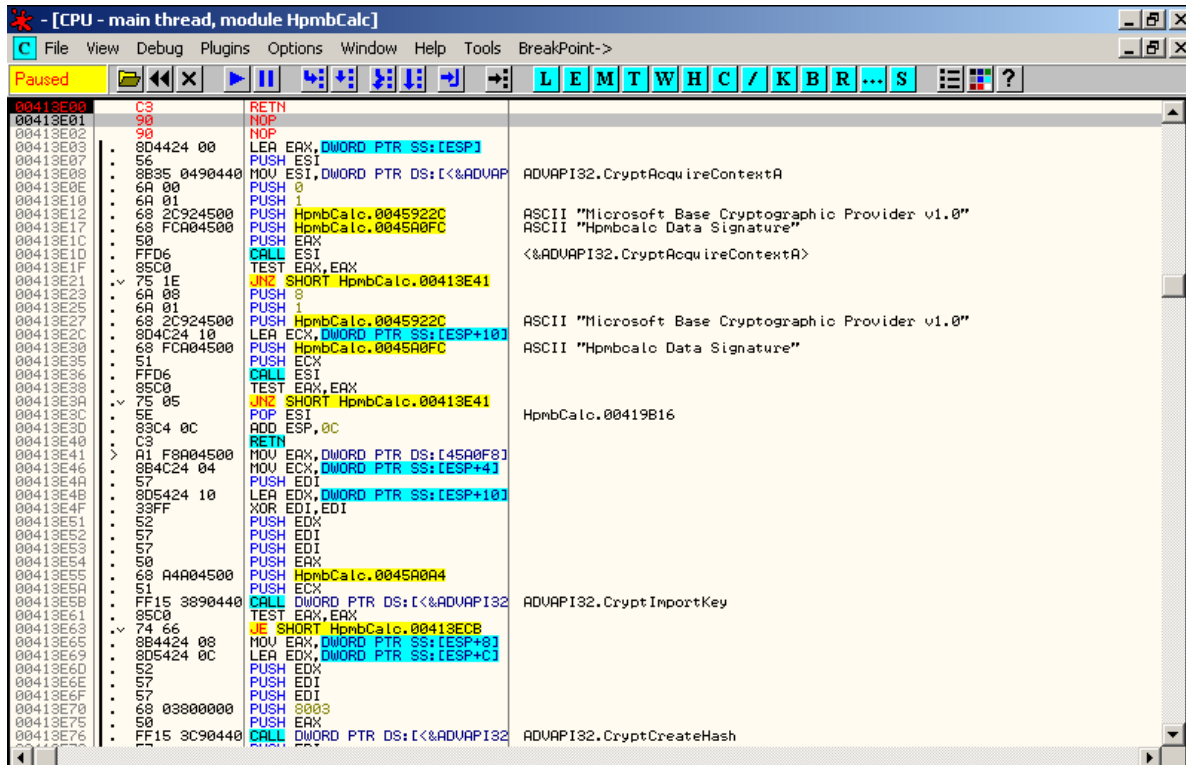 - [CPU - main thread, module HpmbCalc]
C File View Debug Plugins Options Window Help Tools BreakPoint->
Paused L E M T W H C / K B R ... S ?
00413E00 C3 RETN
00413E01 90 NOP
00413E02 90 NOP
00413E03 . 8D4424 00 LEA EAX,DWORD PTR SS:[ESP]
00413E07 . 56 PUSH ESI
00413E08 . 8B35 0490440 MOV ESI,DWORD PTR DS:[<&ADVAP ADVAPI32.CryptAcquireContextA
00413E0E . 6A 00 PUSH 0
00413E10 . 6A 01 PUSH 1
00413E12 . 68 2C924500 PUSH HpmbCalc.0045922C ASCII "Microsoft Base Cryptographic Provider v1.0"
00413E17 . 68 FCA04500 PUSH HpmbCalc.0045A0FC ASCII "Hpmbcalc Data Signature"
00413E1C . 50 PUSH EAX
00413E1D . FFD6 CALL ESI <&ADVAPI32.CryptAcquireContextA>
00413E1F . 85C0 TEST EAX,EAX
00413E21 .v 75 1E JNZ SHORT HpmbCalc.00413E41
00413E23 . 6A 08 PUSH 8
00413E25 . 6A 01 PUSH 1
00413E27 . 68 2C924500 PUSH HpmbCalc.0045922C ASCII "Microsoft Base Cryptographic Provider v1.0"
00413E2C . 8D4C24 10 LEA ECX,DWORD PTR SS:[ESP+10]
00413E30 . 68 FCA04500 PUSH HpmbCalc.0045A0FC ASCII "Hpmbcalc Data Signature"
00413E35 . 51 PUSH ECX
00413E36 . FFD6 CALL ESI
00413E38 . 85C0 TEST EAX,EAX
00413E3A .v 75 05 JNZ SHORT HpmbCalc.00413E41
00413E3C . 5E POP ESI HpmbCalc.00419B16
00413E3D . 83C4 0C ADD ESP,0C
00413E40 . C3 RETN
00413E41 > A1 F8A04500 MOV EAX,DWORD PTR DS:[45A0F8]
00413E46 . 8B4C24 04 MOV ECX,DWORD PTR SS:[ESP+4]
00413E4A . 57 PUSH EDI
00413E4B . 8D5424 10 LEA EDX,DWORD PTR SS:[ESP+10]
00413E4F . 33FF XOR EDI,EDI
00413E51 . 52 PUSH EDX
00413E52 . 57 PUSH EDI
00413E53 . 57 PUSH EDI
00413E54 . 50 PUSH EAX
00413E55 . 68 A4A04500 PUSH HpmbCalc.0045A0A4
00413E5A . 51 PUSH ECX
00413E5B . FF15 3890440 CALL DWORD PTR DS:[<&ADVAPI32 ADVAPI32.CryptImportKey
00413E61 . 85C0 TEST EAX,EAX
00413E63 .v 74 66 JE SHORT HpmbCalc.00413ECB
00413E65 . 8B4424 08 MOV EAX,DWORD PTR SS:[ESP+8]
00413E69 . 8D5424 0C LEA EDX,DWORD PTR SS:[ESP+C]
00413E6D . 52 PUSH EDX
00413E6E . 57 PUSH EDI
00413E6F . 57 PUSH EDI
00413E70 . 68 03800000 PUSH 8003
00413E75 . 50 PUSH EAX
00413E76 . FF15 3C90440 CALL DWORD PTR DS:[<&ADVAPI32 ADVAPI32.CryptCreateHash